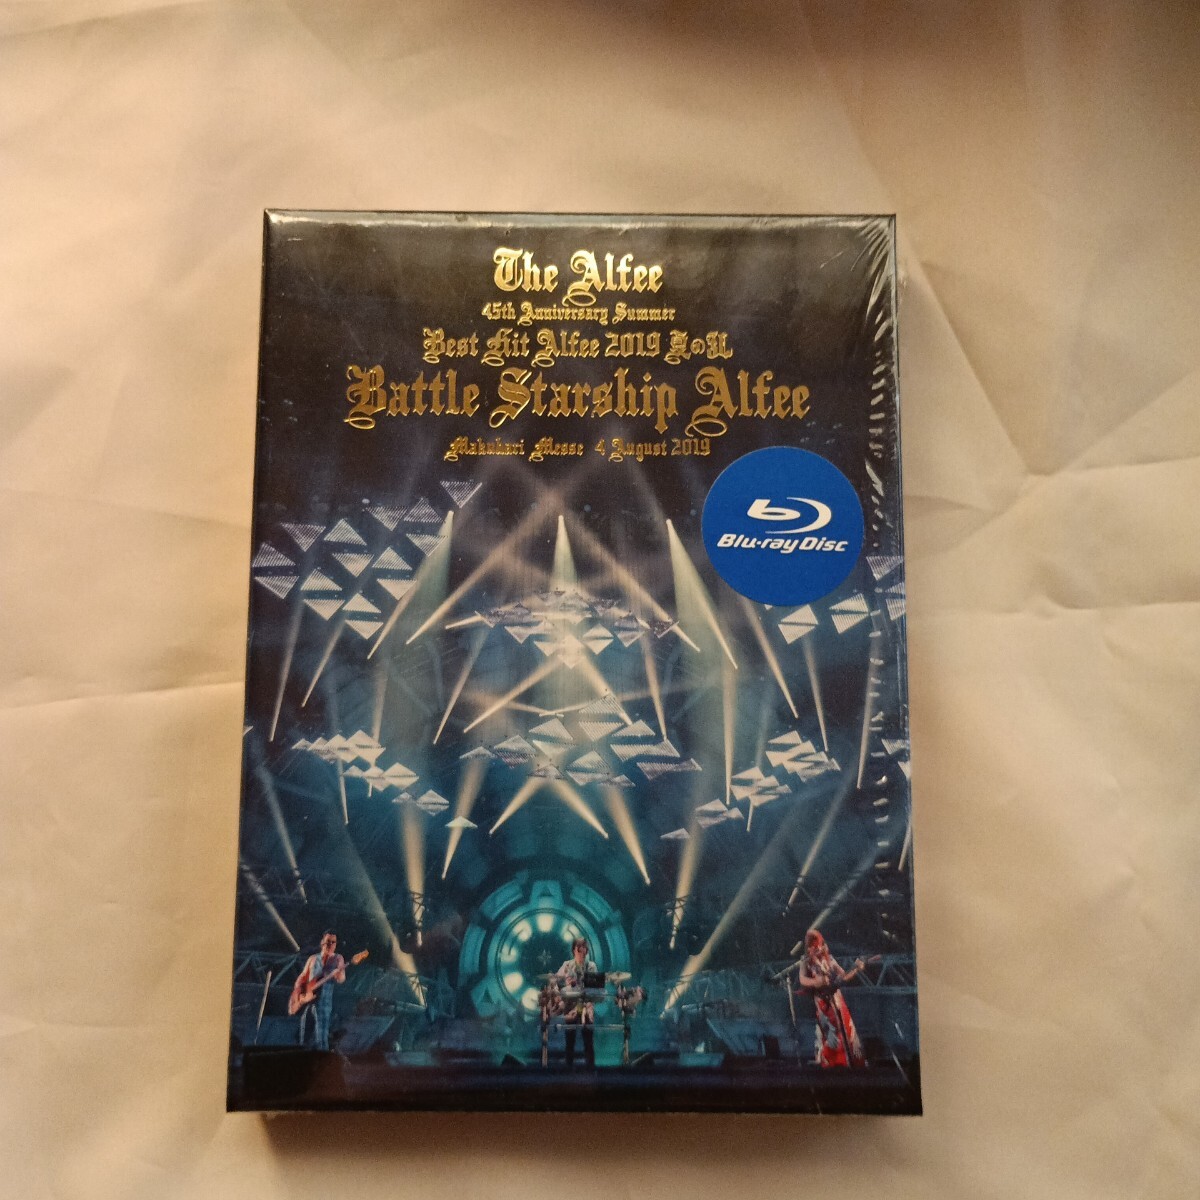 The Alfee
45th Anniversary Summer
Best Hit Alfee 2019 夏の乱
Battle Starship Alfee
Makuhari Messe 4 August 2019
Blu-ray Disc